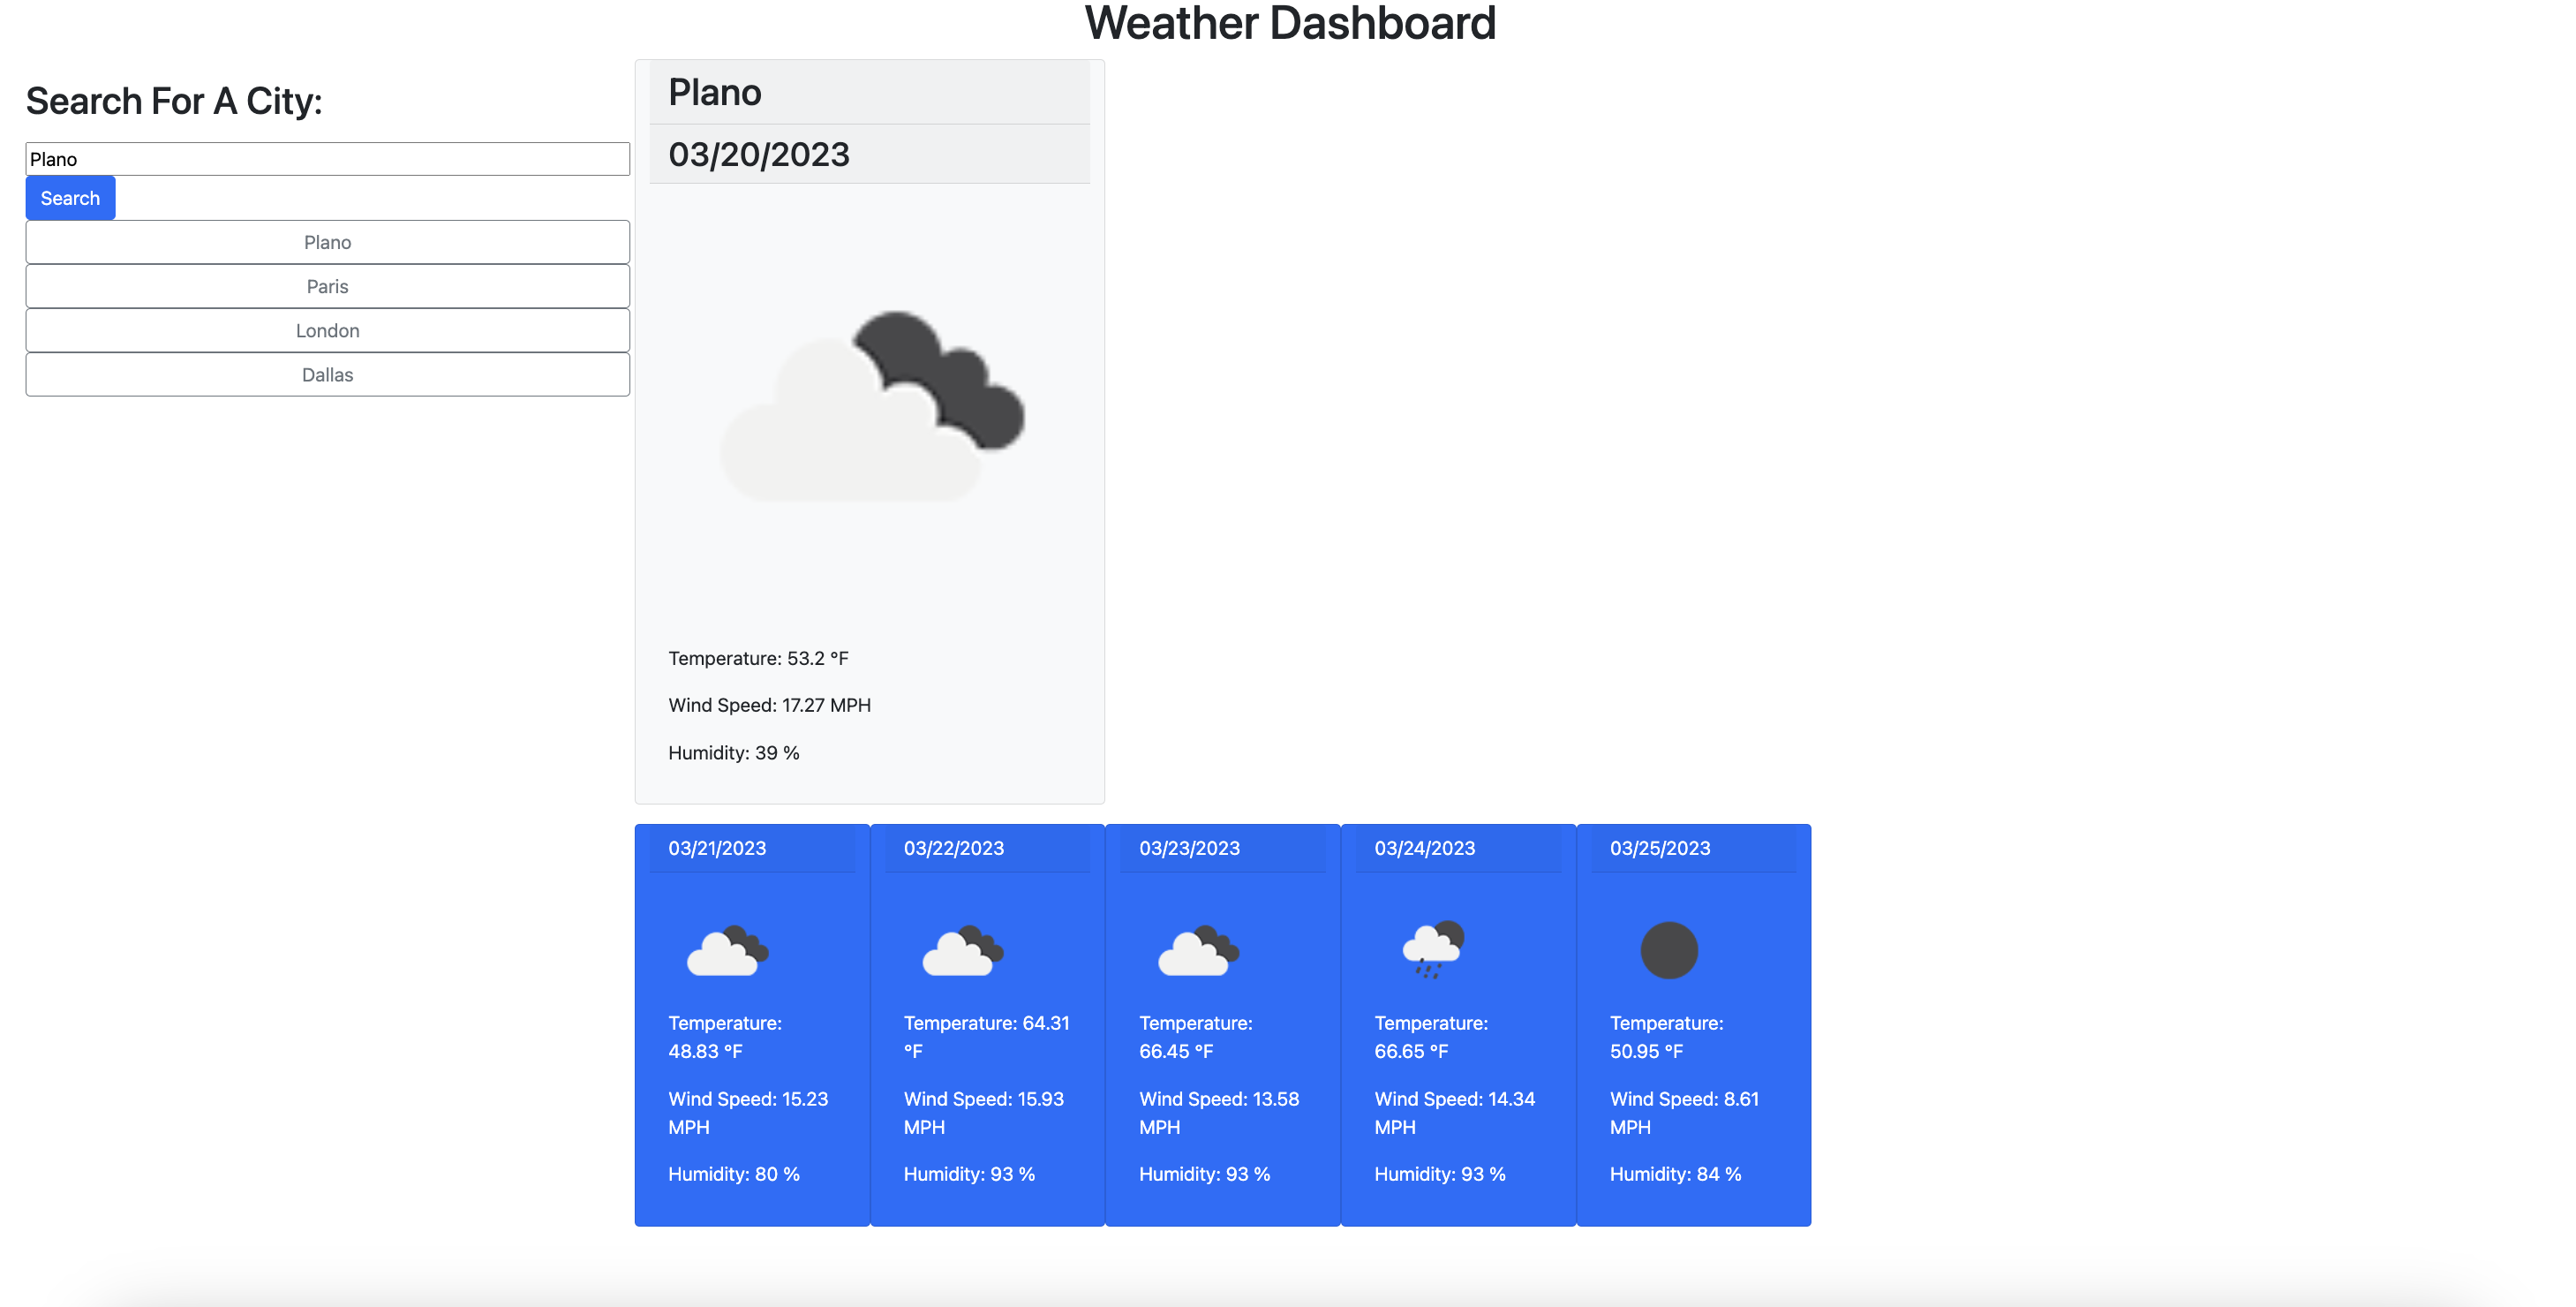 Weather Dashboard
Search For A City:
Plano
Search
Plano
Paris
London
Dallas
Plano
03/20/2023
Temperature: 53.2 °F
Wind Speed: 17.27 MPH
Humidity: 39 %
03/21/2023
Temperature:
48.83 °F
Wind Speed: 15.23
MPH
Humidity: 80 %
03/22/2023
Temperature: 64.31
°F
Wind Speed: 15.93
MPH
Humidity: 93 %
03/23/2023
Temperature:
66.45 °F
Wind Speed: 13.58
MPH
Humidity: 93 %
03/24/2023
Temperature:
66.65 °F
Wind Speed: 14.34
MPH
Humidity: 93 %
03/25/2023
Temperature:
50.95 °F
Wind Speed: 8.61
MPH
Humidity: 84 %